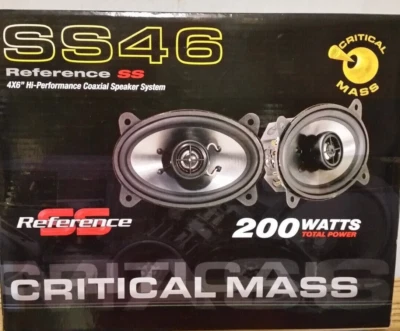 SS46
Reference SS
4X6" Hi-Performance Coaxial Speaker System
CRITICAL
MASS
SS
Reference
200 WATTS
TOTAL POWER
CRITICAL
CRITICAL MASS